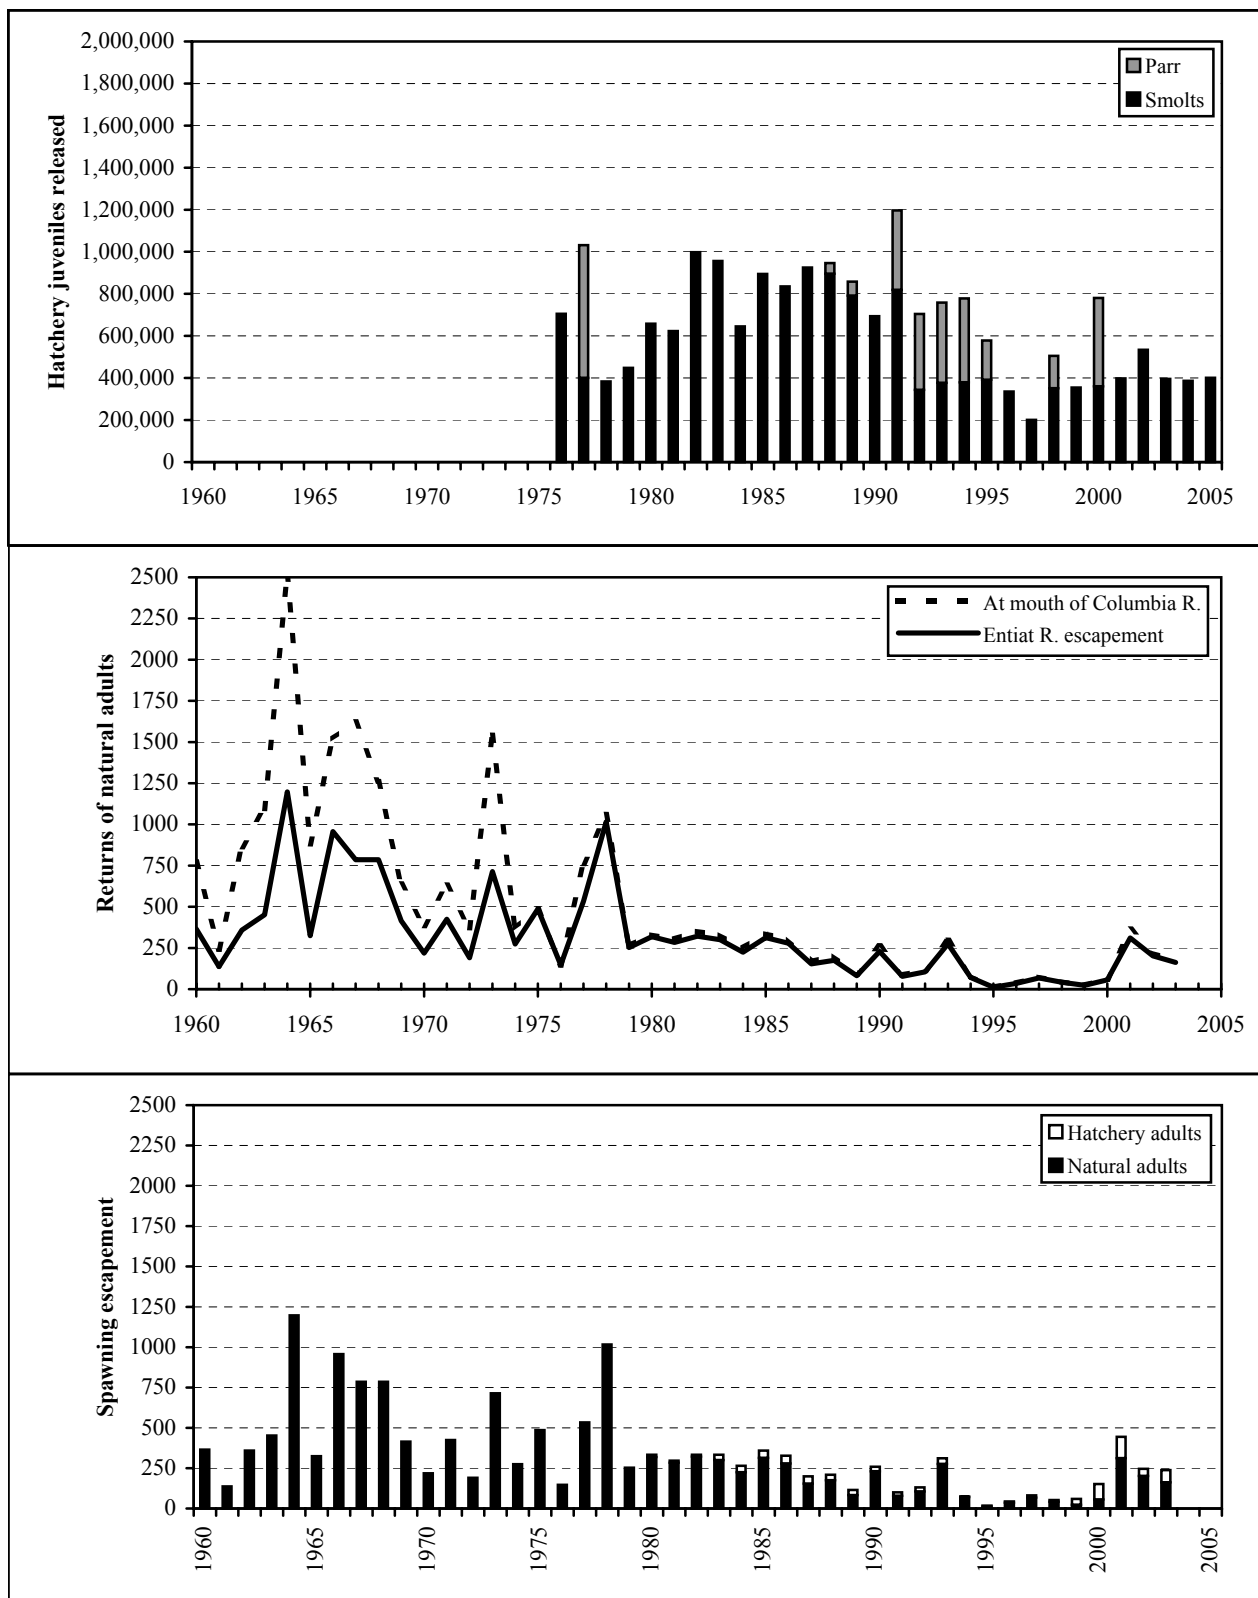 Hatchery juveniles released
2,000,000
1,800,000
1,600,000
1,400,000
1,200,000
1,000,000
800,000
600,000
400,000
200,000
0
Parr
Smolts
1960 1965 1970 1975 1980 1985 1990 1995 2000 2005
Returns of natural adults
2500
2250
2000
1750
1500
1250
1000
750
500
250
0
At mouth of Columbia R.
Entiat R. escapement
1960 1965 1970 1975 1980 1985 1990 1995 2000 2005
Spawning escapement
2500
2250
2000
1750
1500
1250
1000
750
500
250
0
Hatchery adults
Natural adults
1960 1965 1970 1975 1980 1985 1990 1995 2000 2005